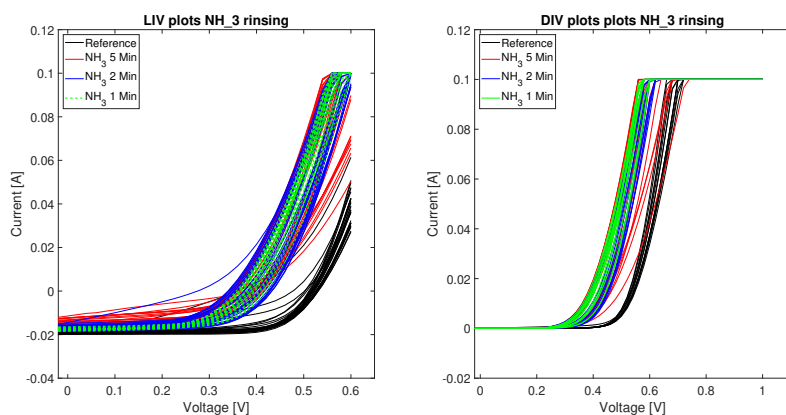 LIV plots NH_3 rinsing
0.12
0.1
0.08
0.06
0.04
0.02
0
-0.02
-0.04
Current [A]
Reference
NH3 5 Min
NH3 2 Min
NH3 1 Min
0 0.1 0.2 0.3 0.4 0.5 0.6
Voltage [V]
DIV plots plots NH_3 rinsing
0.12
0.1
0.08
0.06
0.04
0.02
0
-0.02
Current [A]
Reference
NH3 5 Min
NH3 2 Min
NH3 1 Min
0 0.2 0.4 0.6 0.8 1
Voltage [V]